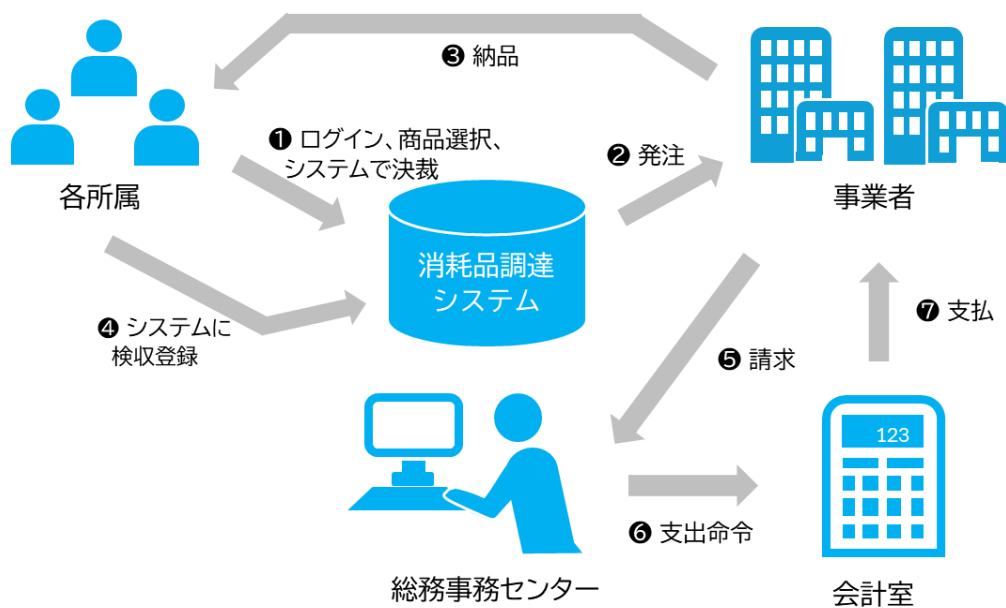 ❸ 納品
❶ ログイン、商品選択、
システムで決裁
❷ 発注
各所属
事業者
消耗品調達
システム
❹ システムに
検収登録
❺ 請求
❼ 支払
123
❻ 支出命令
総務事務センター
会計室